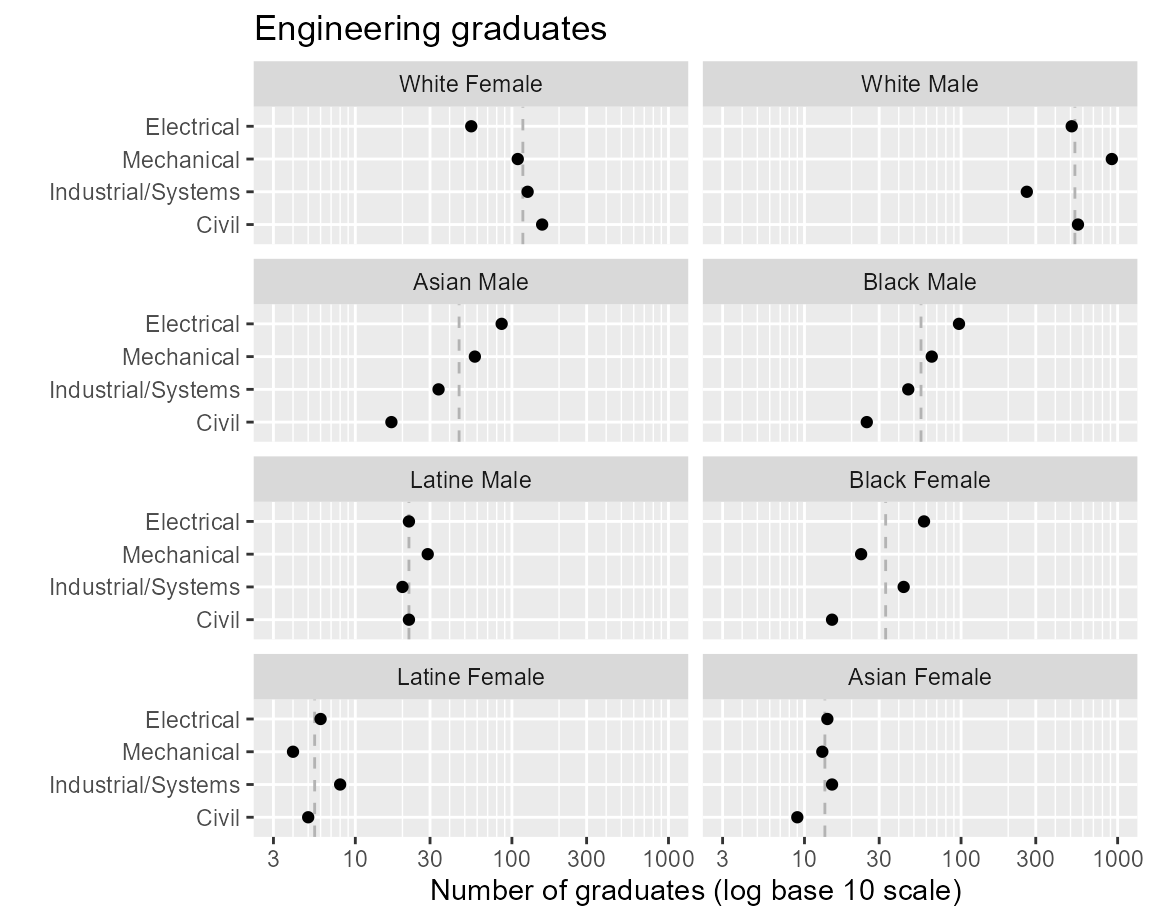 Engineering graduates
White Female
White Male
Electrical
Mechanical
Industrial/Systems
Civil
Asian Male
Black Male
Electrical
Mechanical
Industrial/Systems
Civil
Latine Male
Black Female
Electrical
Mechanical
Industrial/Systems
Civil
Latine Female
Asian Female
Electrical
Mechanical
Industrial/Systems
Civil
3 10 30 100 300 1000 3 10 30 100 300 1000
Number of graduates (log base 10 scale)